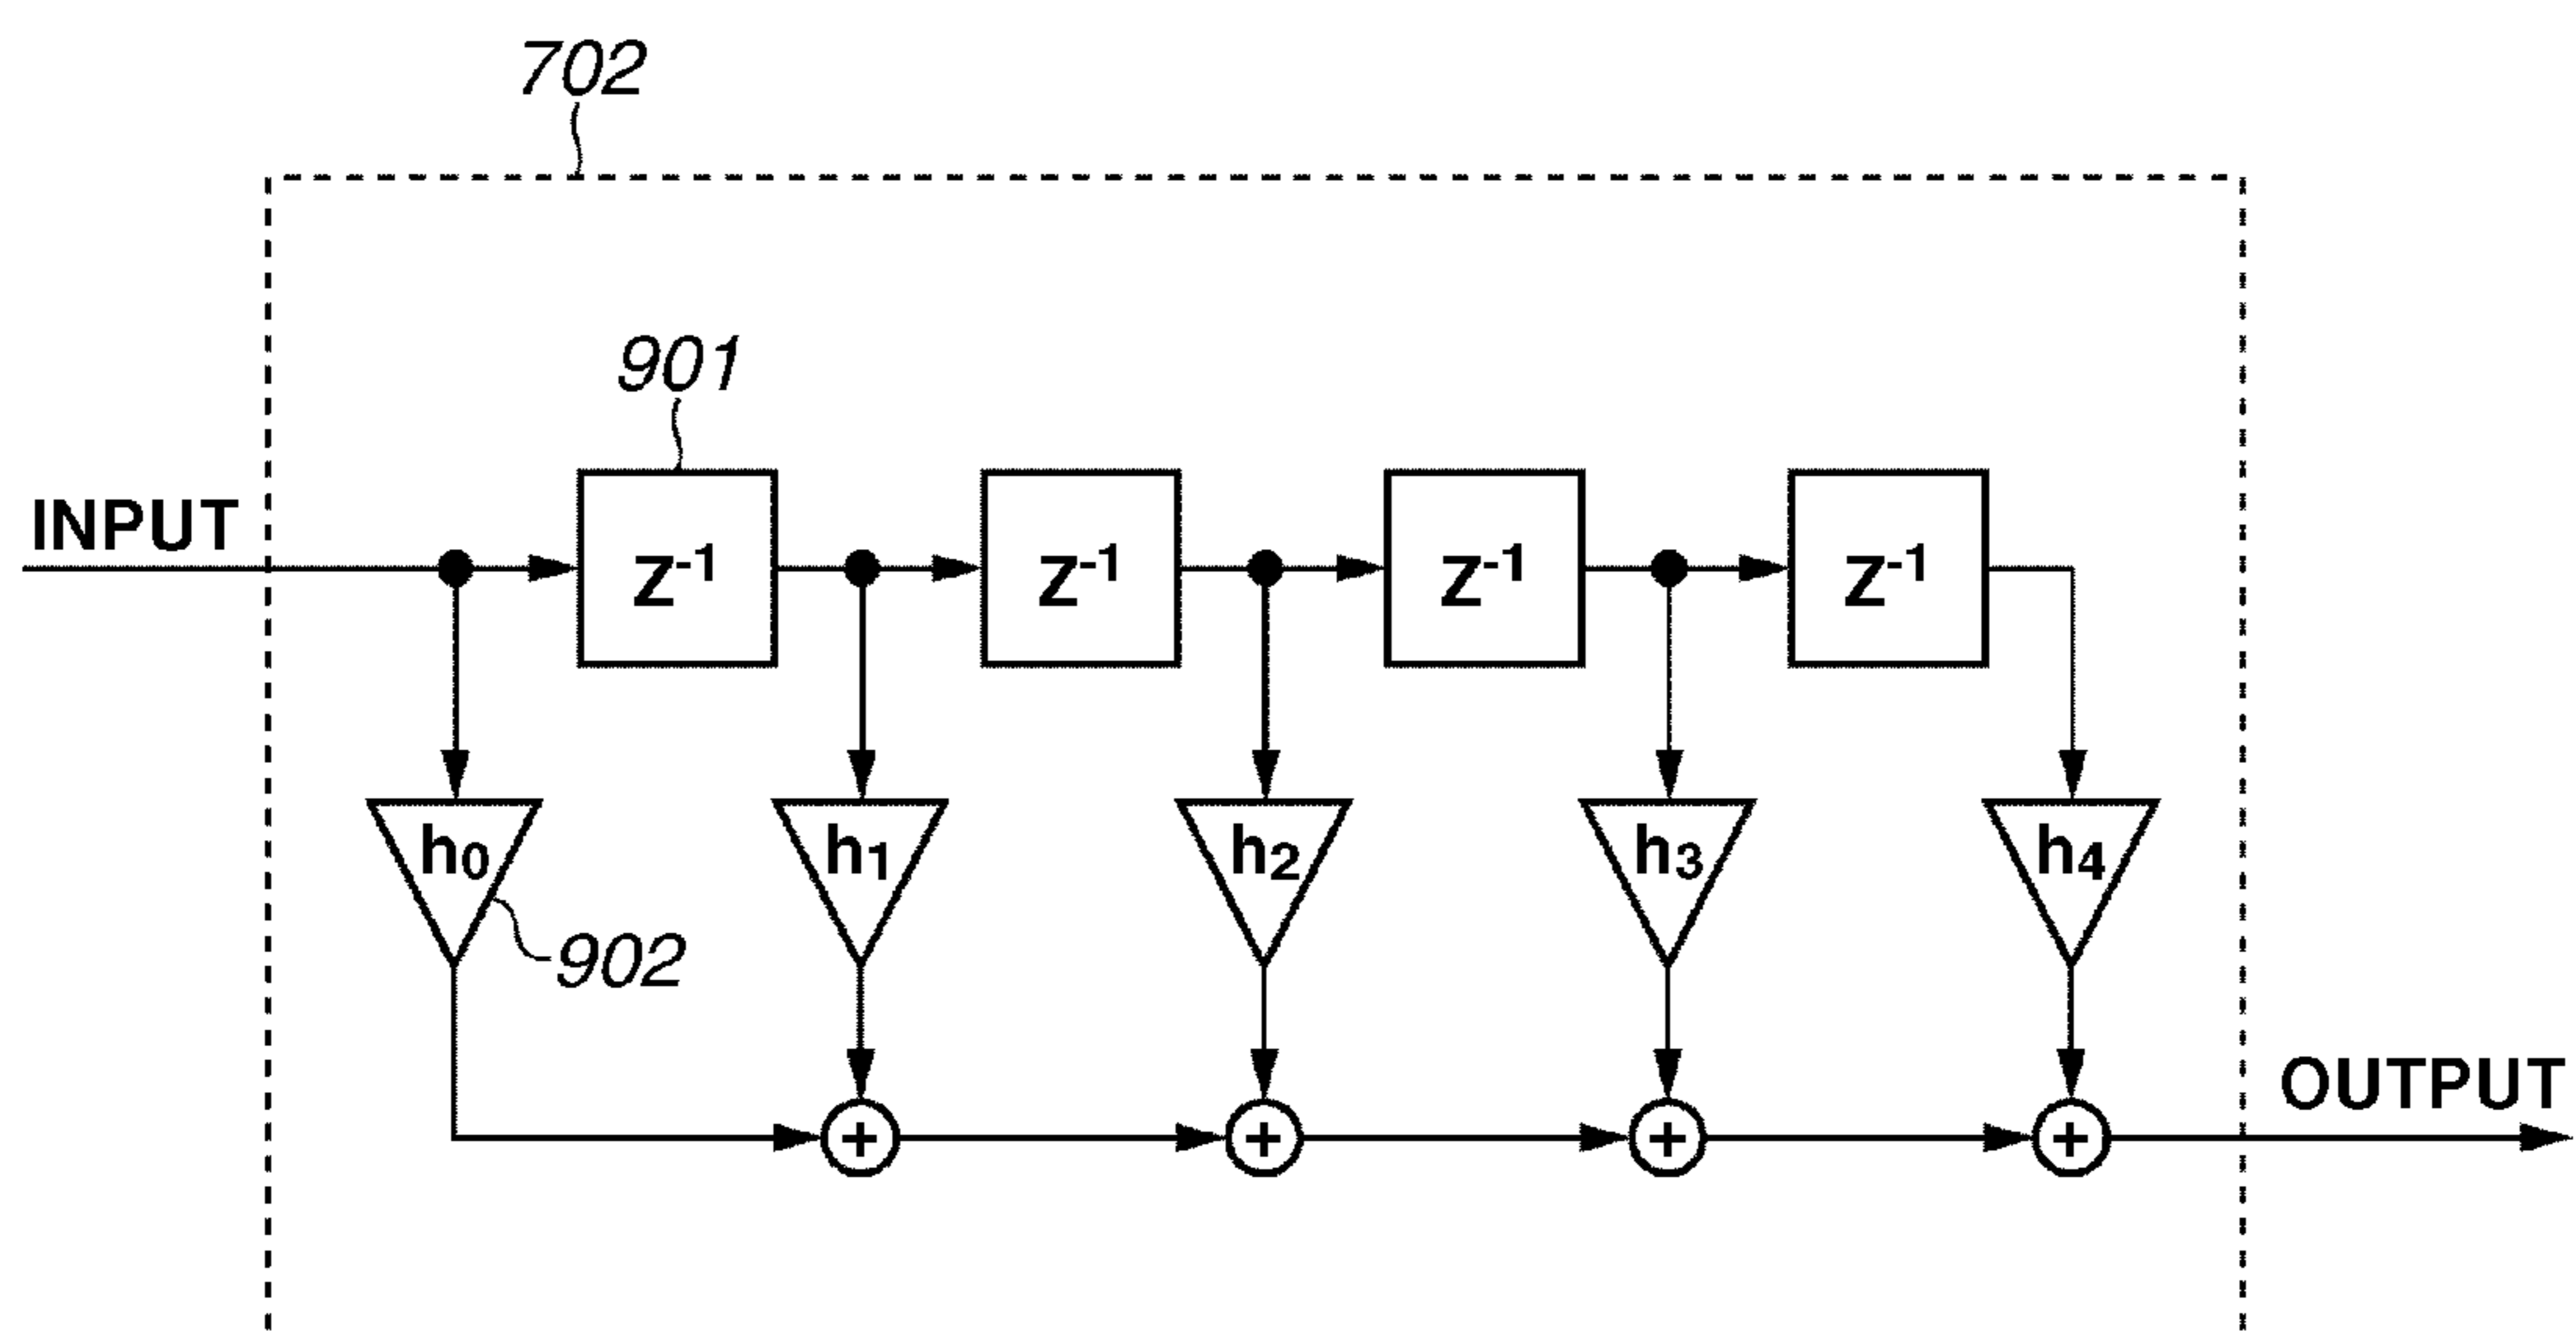 702
901
INPUT
Z⁻¹ Z⁻¹ Z⁻¹ Z⁻¹
h₀ h₁ h₂ h₃ h₄
902
+ + + +
OUTPUT